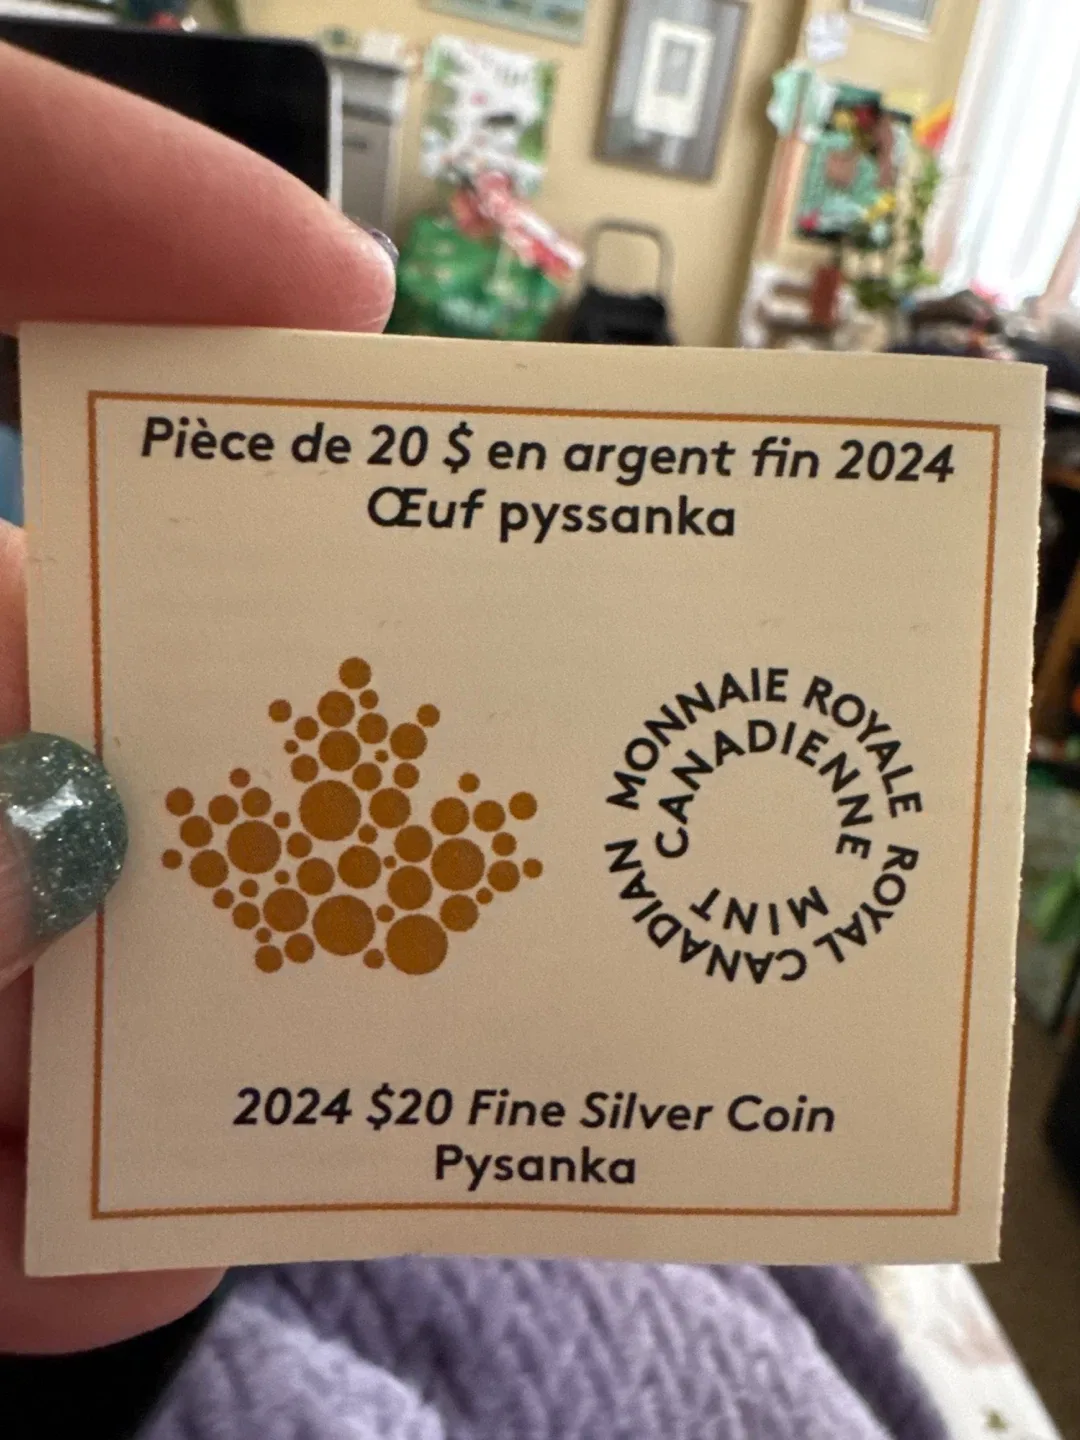 Pièce de 20 $ en argent fin 2024
Œuf pyssanka
MONNAIE ROYALE
CANADIENNE
ROYAL CANADIAN
MINT
2024 $20 Fine Silver Coin
Pysanka